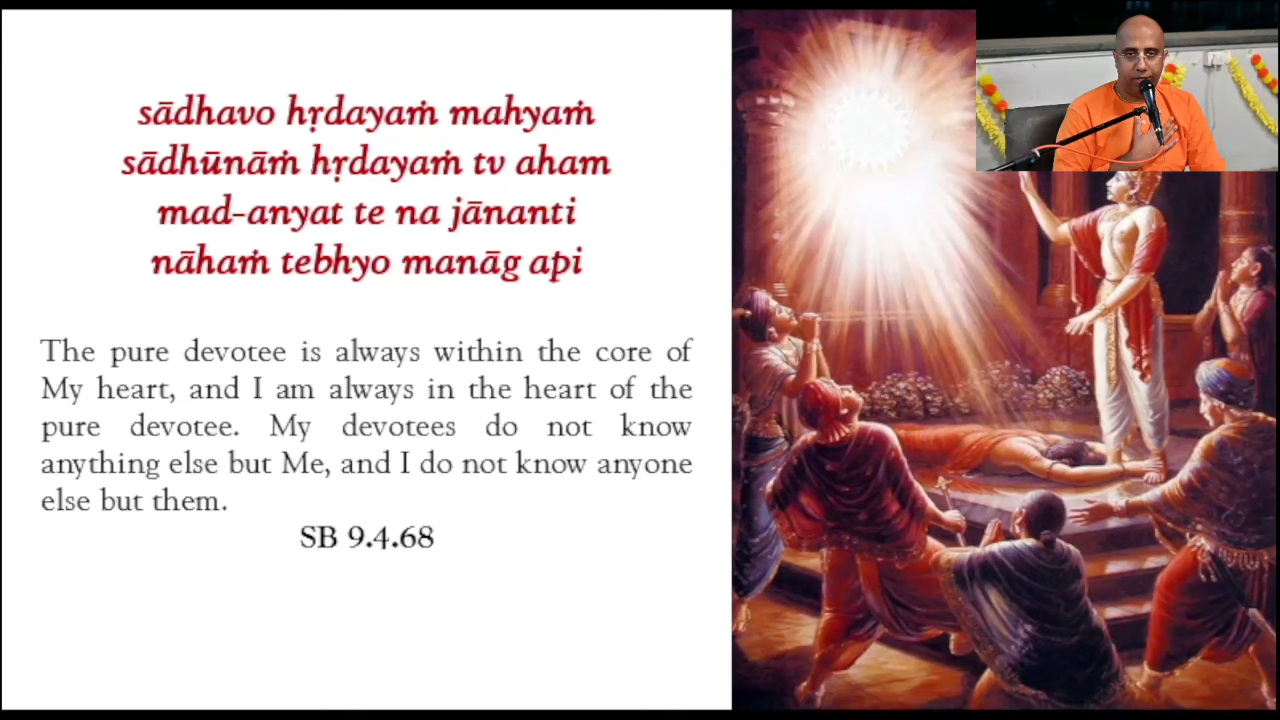 sādhavo hṛdayaṁ mahyaṁ
sādhūnāṁ hṛdayaṁ tv aham
mad-anyat te na jānanti
nāhaṁ tebhyo manāg api
The pure devotee is always within the core of
My heart, and I am always in the heart of the
pure devotee. My devotees do not know
anything else but Me, and I do not know anyone
else but them.
SB 9.4.68